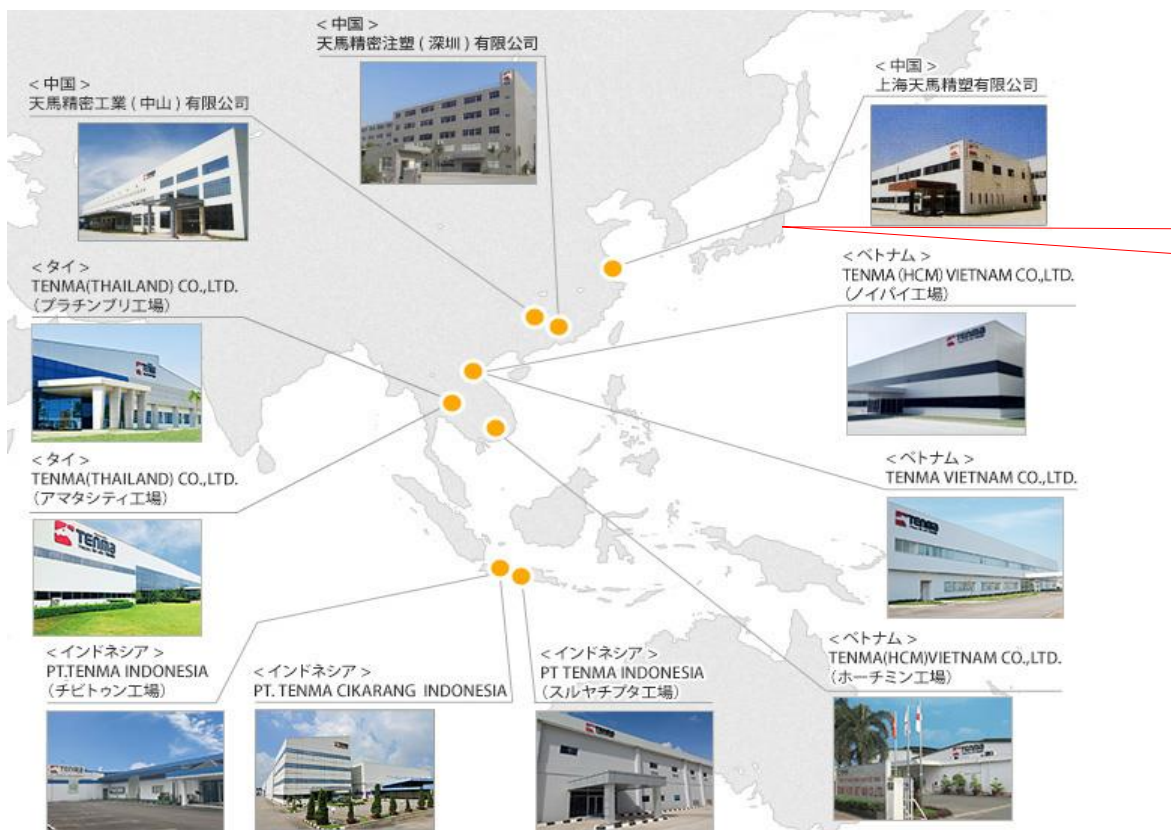 < 中国 >
天馬精密注塑 ( 深圳 ) 有限公司
< 中国 >
天馬精密工業 ( 中山 ) 有限公司
< 中国 >
上海天馬精塑有限公司
< タイ >
TENMA(THAILAND) CO.,LTD.
（プラチンブリ工場）
< ベトナム >
TENMA (HCM) VIETNAM CO.,LTD.
（ノイバイ工場）
< タイ >
TENMA(THAILAND) CO.,LTD.
（アマタシティ工場）
TENMA
< ベトナム >
TENMA VIETNAM CO.,LTD.
TENMA
< インドネシア >
PT.TENMA INDONESIA
（チビトゥン工場）
TENMA
< インドネシア >
PT. TENMA CIKARANG INDONESIA
< インドネシア >
PT TENMA INDONESIA
（スルヤチプタ工場）
TENMA
< ベトナム >
TENMA(HCM)VIETNAM CO.,LTD.
（ホーチミン工場）
TENMA